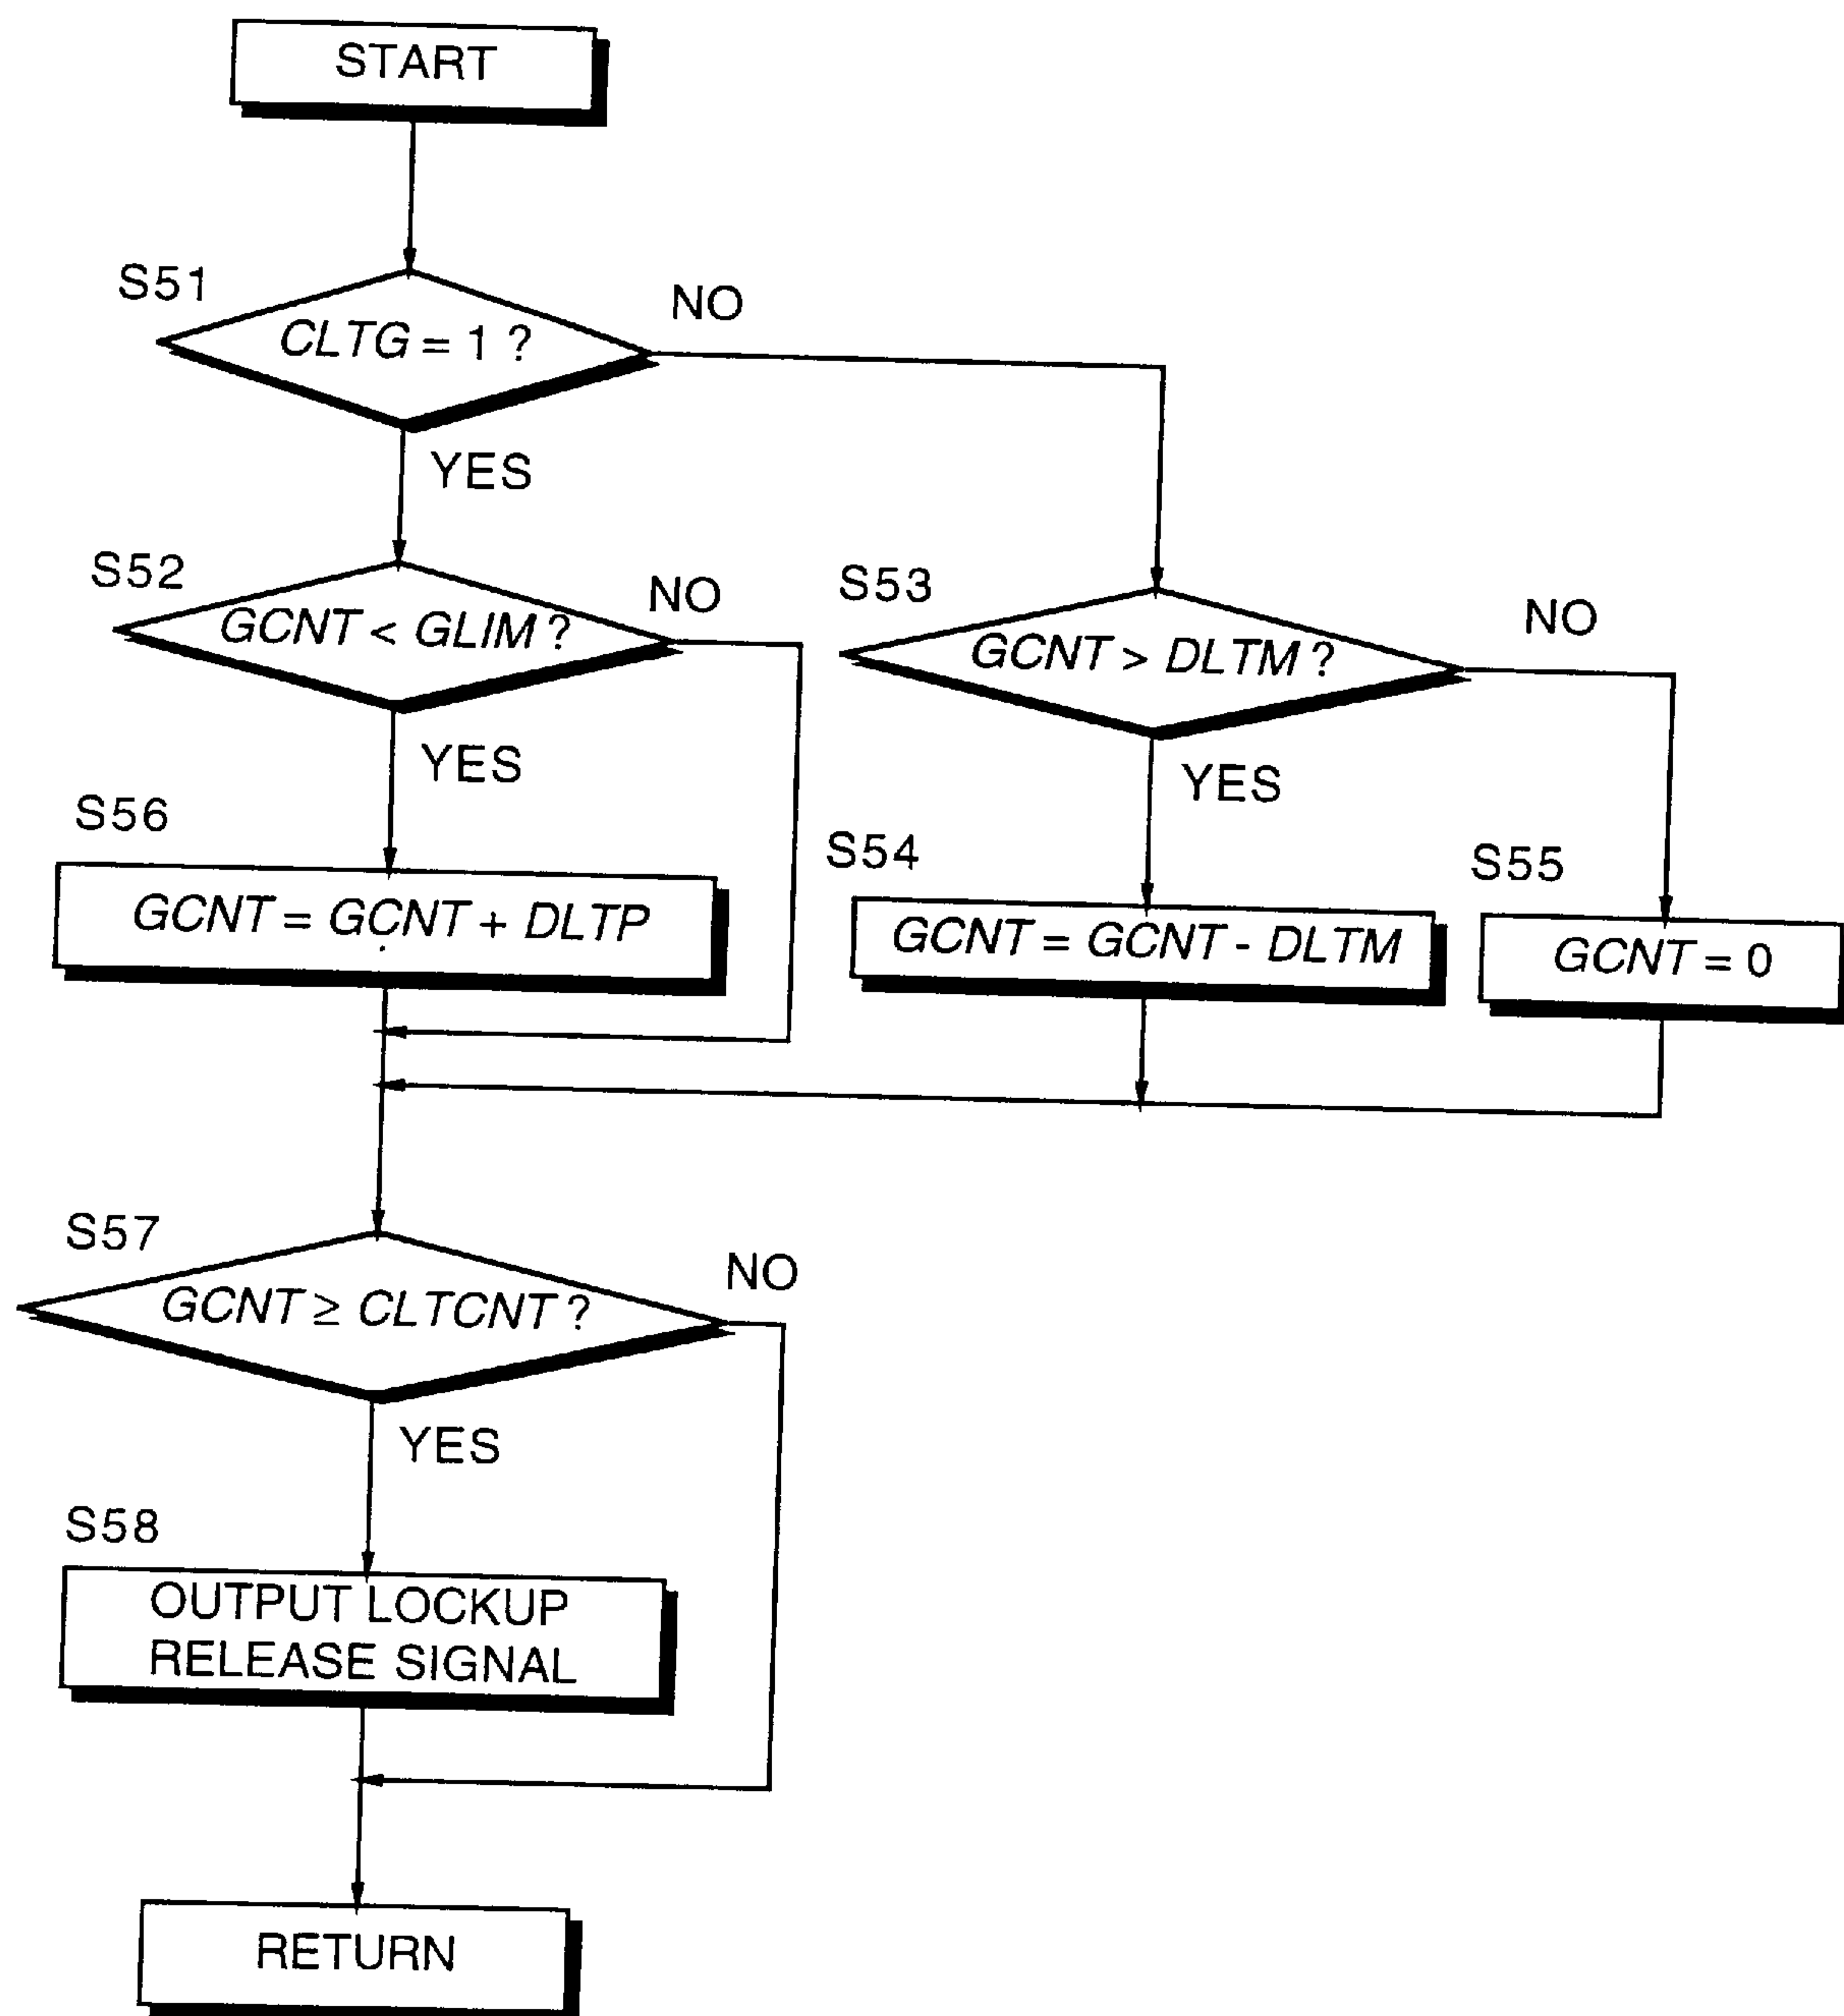 START
S51
CLTG = 1 ?
NO
YES
S52
GCNT < GLIM ?
NO
S53
GCNT > DLTM ?
NO
YES
YES
S56
GCNT = GCNT + DLTP
S54
GCNT = GCNT - DLTM
S55
GCNT = 0
S57
GCNT ≥ CLTCNT ?
NO
YES
S58
OUTPUT LOCKUP
RELEASE SIGNAL
RETURN